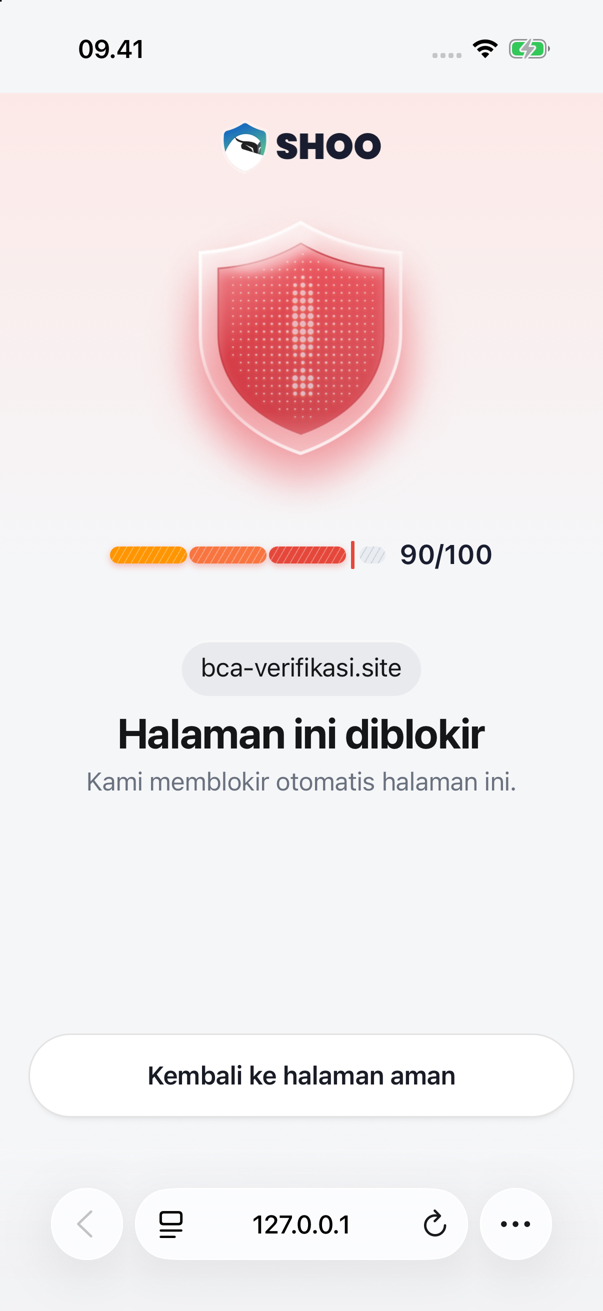 09.41
SHOO
90/100
bca-verifikasi.site
Halaman ini diblokir
Kami memblokir otomatis halaman ini.
Kembali ke halaman aman
127.0.0.1